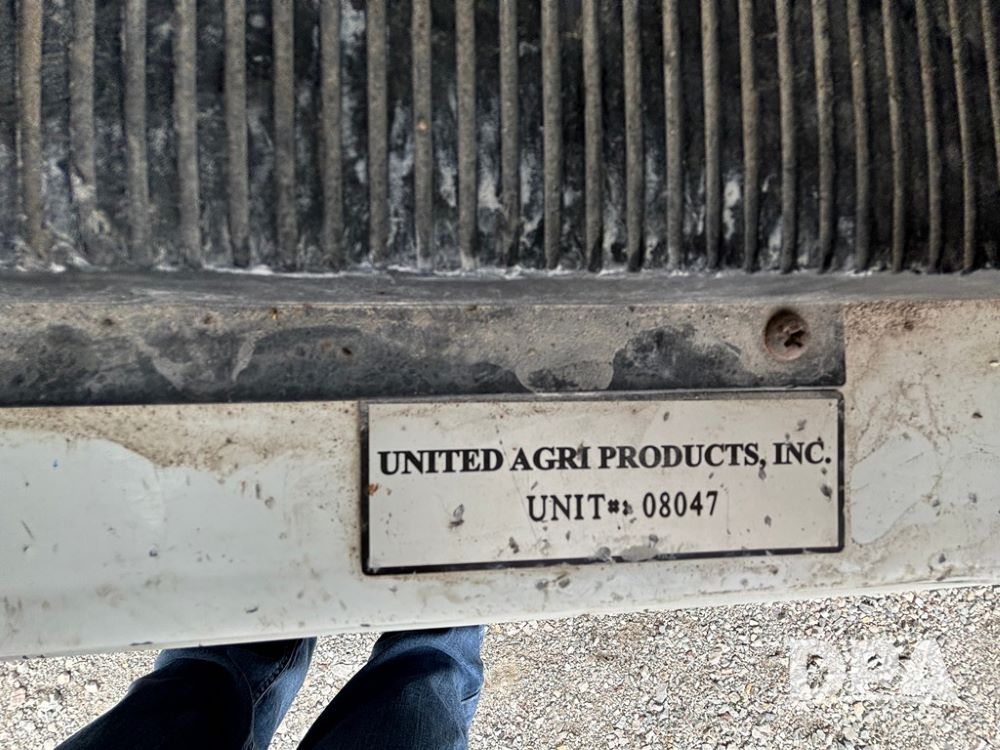 UNITED AGRI PRODUCTS, INC.
UNIT#: 08047
DPA